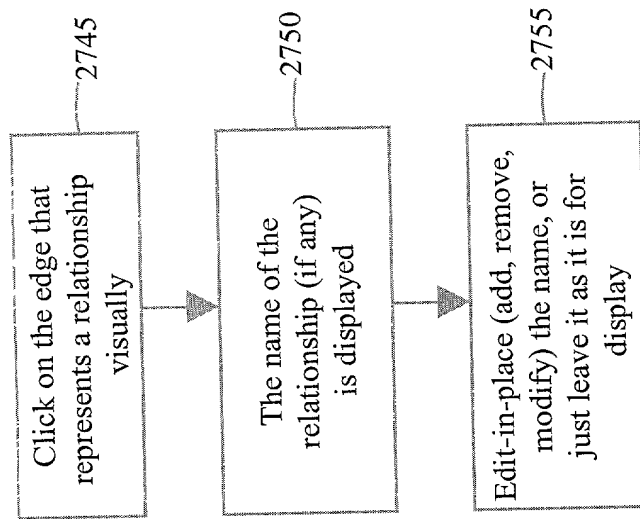 Click on the edge that
represents a relationship
visually
2745
The name of the
relationship (if any)
is displayed
2750
Edit-in-place (add, remove,
modify) the name, or
just leave it as it is for
display
2755